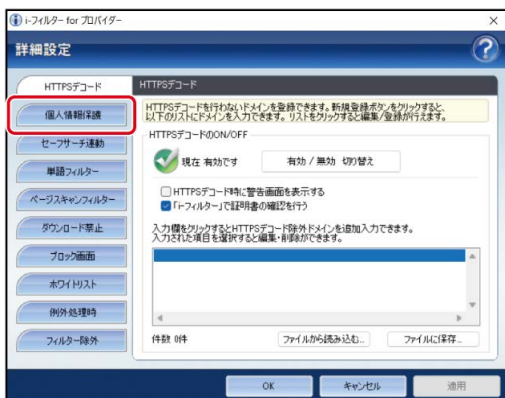 i-フィルター for プロバイダー
詳細設定
HTTPSデコード
個人情報保護
セーフサーチ連動
単語フィルター
ページスキャンフィルター
ダウンロード禁止
ブロック画面
ホワイトリスト
例外処理時
フィルター除外
HTTPSデコード
HTTPSデコードを行わないドメインを登録できます。新規登録ボタンをクリックすると、
以下のリストにドメインを入力できます。リストをクリックすると編集/登録が行えます。
HTTPSデコードのON/OFF
現在 有効です
有効 / 無効 切り替え
HTTPSデコード時に警告画面を表示する
「i-フィルター」で証明書の確認を行う
入力欄をクリックするとHTTPSデコード除外ドメインを追加入力できます。
入力された項目を選択すると編集・削除ができます。
件数 0件
ファイルから読み込む...
ファイルに保存...
OK
キャンセル
適用